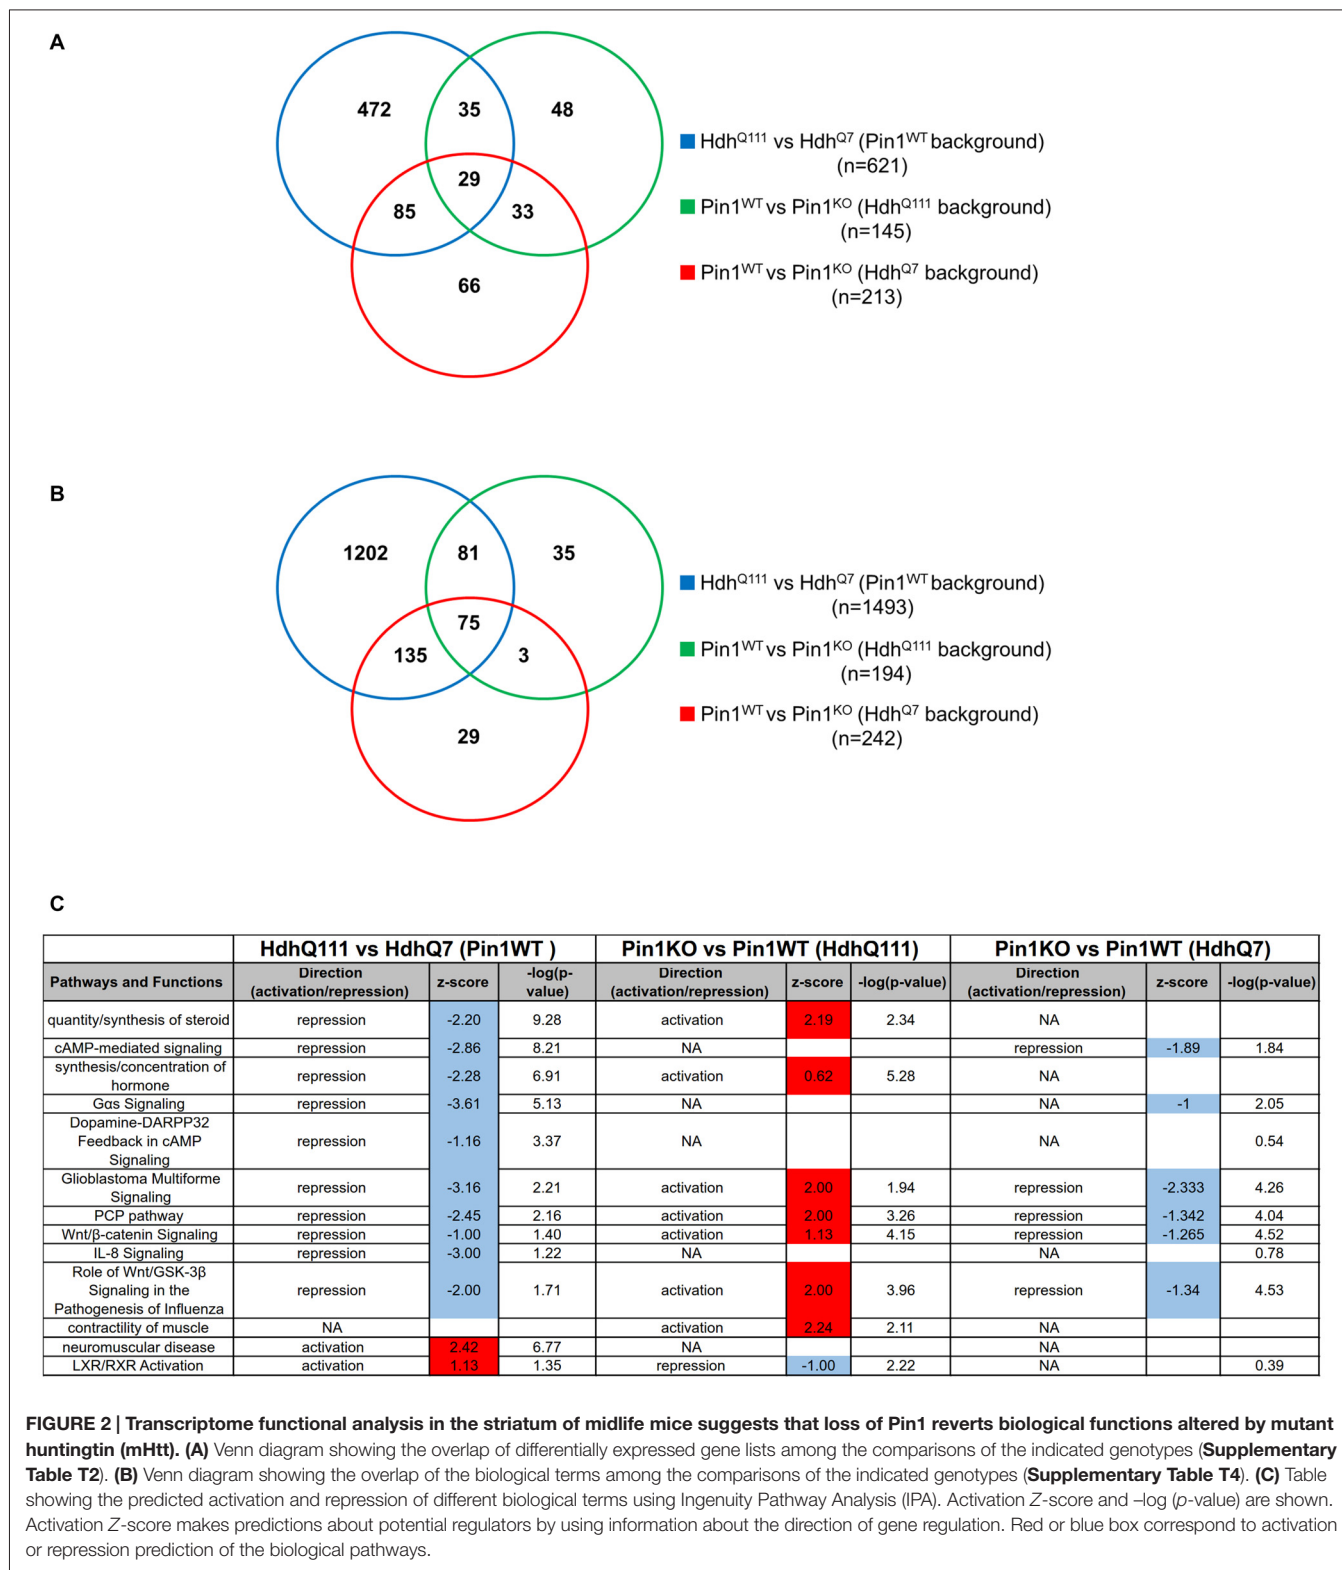 A
472
35
48
29
85
33
66
HdhQ111 vs HdhQ7 (Pin1WT background)
(n=621)
Pin1WT vs Pin1KO (HdhQ111 background)
(n=145)
Pin1WT vs Pin1KO (HdhQ7 background)
(n=213)
B
1202
81
35
75
135
3
29
HdhQ111 vs HdhQ7 (Pin1WT background)
(n=1493)
Pin1WT vs Pin1KO (HdhQ111 background)
(n=194)
Pin1WT vs Pin1KO (HdhQ7 background)
(n=242)
C
HdhQ111 vs HdhQ7 (Pin1WT ) Pin1KO vs Pin1WT (HdhQ111) Pin1KO vs Pin1WT (HdhQ7)
Pathways and Functions Direction (activation/repression) z-score -log(p-value) Direction (activation/repression) z-score -log(p-value) Direction (activation/repression) z-score -log(p-value)
quantity/synthesis of steroid repression -2.20 9.28 activation 2.19 2.34 NA
cAMP-mediated signaling repression -2.86 8.21 NA repression -1.89 1.84
synthesis/concentration of hormone repression -2.28 6.91 activation 0.62 5.28 NA
Gαs Signaling repression -3.61 5.13 NA NA -1 2.05
Dopamine-DARPP32 Feedback in cAMP Signaling repression -1.16 3.37 NA NA 0.54
Glioblastoma Multiforme Signaling repression -3.16 2.21 activation 2.00 1.94 repression -2.333 4.26
PCP pathway repression -2.45 2.16 activation 2.00 3.26 repression -1.342 4.04
Wnt/β-catenin Signaling repression -1.00 1.40 activation 1.13 4.15 repression -1.265 4.52
IL-8 Signaling repression -3.00 1.22 NA NA 0.78
Role of Wnt/GSK-3β Signaling in the Pathogenesis of Influenza repression -2.00 1.71 activation 2.00 3.96 repression -1.34 4.53
contractility of muscle NA activation 2.24 2.11 NA
neuromuscular disease activation 2.42 6.77 NA NA
LXR/RXR Activation activation 1.13 1.35 repression -1.00 2.22 NA 0.39
FIGURE 2 | Transcriptome functional analysis in the striatum of midlife mice suggests that loss of Pin1 reverts biological functions altered by mutant
huntingtin (mHtt). (A) Venn diagram showing the overlap of differentially expressed gene lists among the comparisons of the indicated genotypes (Supplementary
Table T2). (B) Venn diagram showing the overlap of the biological terms among the comparisons of the indicated genotypes (Supplementary Table T4). (C) Table
showing the predicted activation and repression of different biological terms using Ingenuity Pathway Analysis (IPA). Activation Z-score and –log (p-value) are shown.
Activation Z-score makes predictions about potential regulators by using information about the direction of gene regulation. Red or blue box correspond to activation
or repression prediction of the biological pathways.